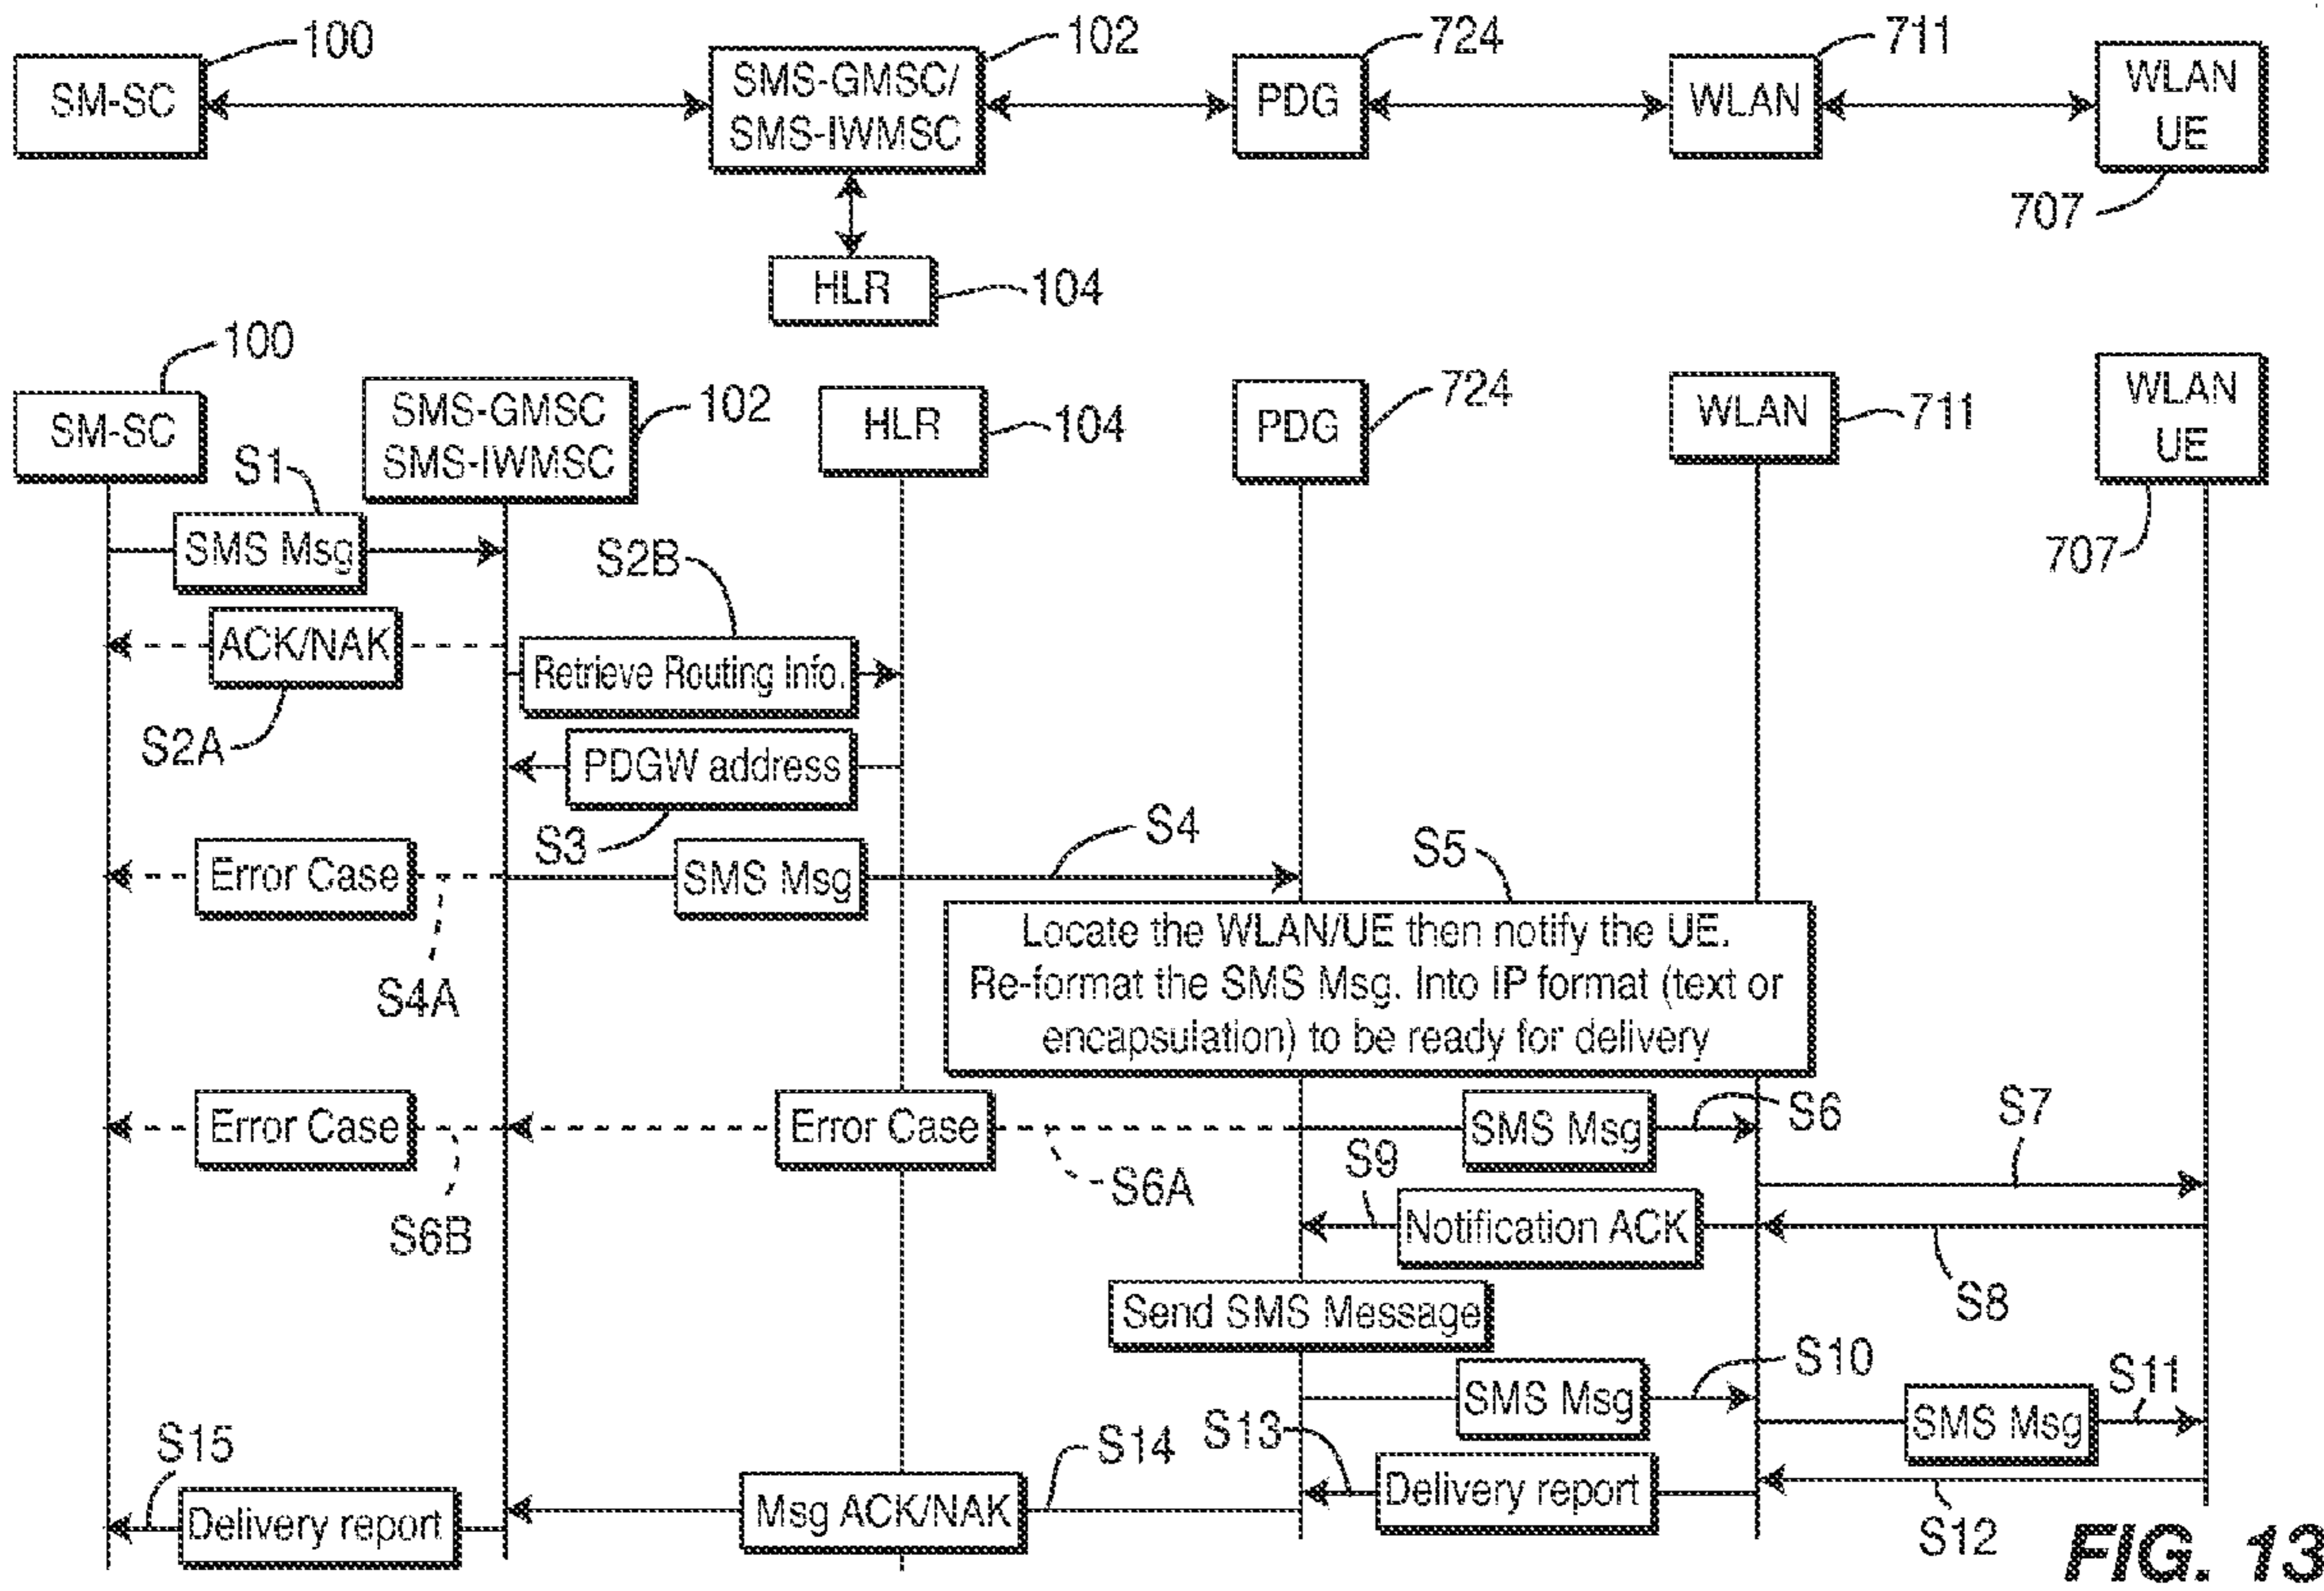 100
102
724
711
SM-SC
SMS-GMSC/
SMS-IWMSC
PDG
WLAN
WLAN
UE
707
HLR
104
100
SM-SC
SMS-GMSC
SMS-IWMSC
102
HLR
104
PDG
724
WLAN
711
WLAN
UE
707
S1
SMS Msg
S2B
ACK/NAK
Retrieve Routing Info.
S2A
PDGW address
S3
S4
S5
Error Case
SMS Msg
S4A
Locate the WLAN/UE then notify the UE.
Re-format the SMS Msg. Into IP format (text or
encapsulation) to be ready for delivery
Error Case
Error Case
SMS Msg
S6
S7
S6B
S6A
S9
Notification ACK
S8
Send SMS Message
SMS Msg
S10
SMS Msg
S11
S15
S14
S13
Delivery report
Msg ACK/NAK
Delivery report
S12
FIG. 13